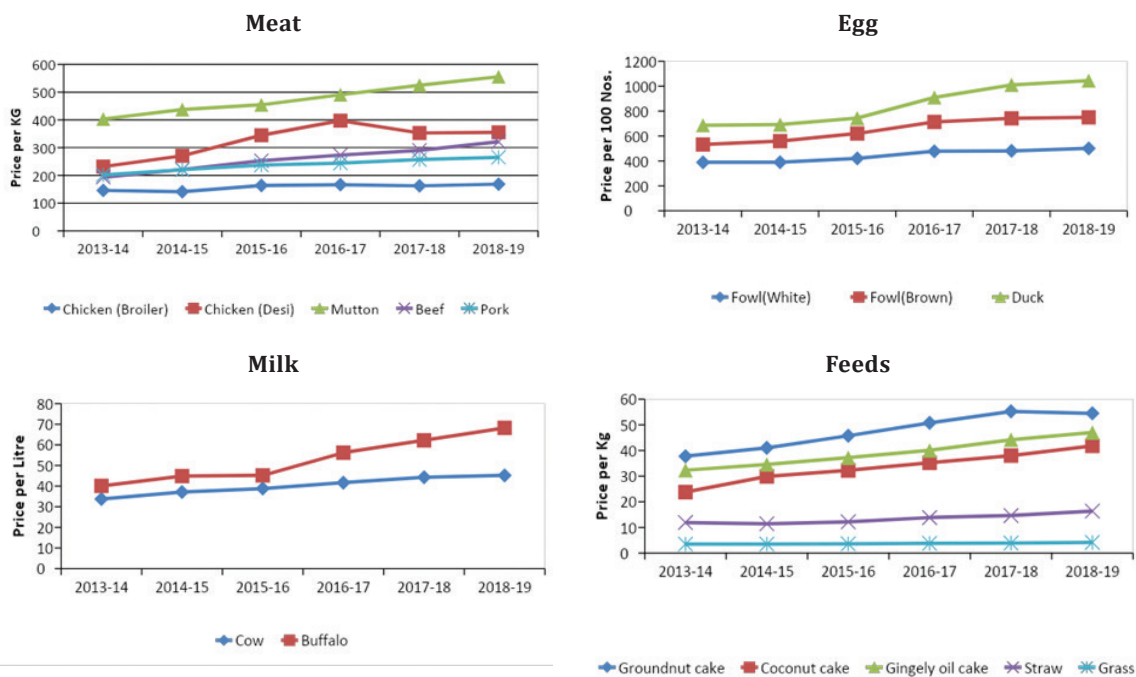 Meat
Price per KG
600
500
400
300
200
100
0
2013-14 2014-15 2015-16 2016-17 2017-18 2018-19
Chicken (Broiler) Chicken (Desi) Mutton Beef Pork
Egg
Price per 100 Nos.
1200
1000
800
600
400
200
0
2013-14 2014-15 2015-16 2016-17 2017-18 2018-19
Fowl(White) Fowl(Brown) Duck
Milk
Price per Litre
80
70
60
50
40
30
20
10
0
2013-14 2014-15 2015-16 2016-17 2017-18 2018-19
Cow Buffalo
Feeds
Price per Kg
60
50
40
30
20
10
0
2013-14 2014-15 2015-16 2016-17 2017-18 2018-19
Groundnut cake Coconut cake Gingely oil cake Straw Grass